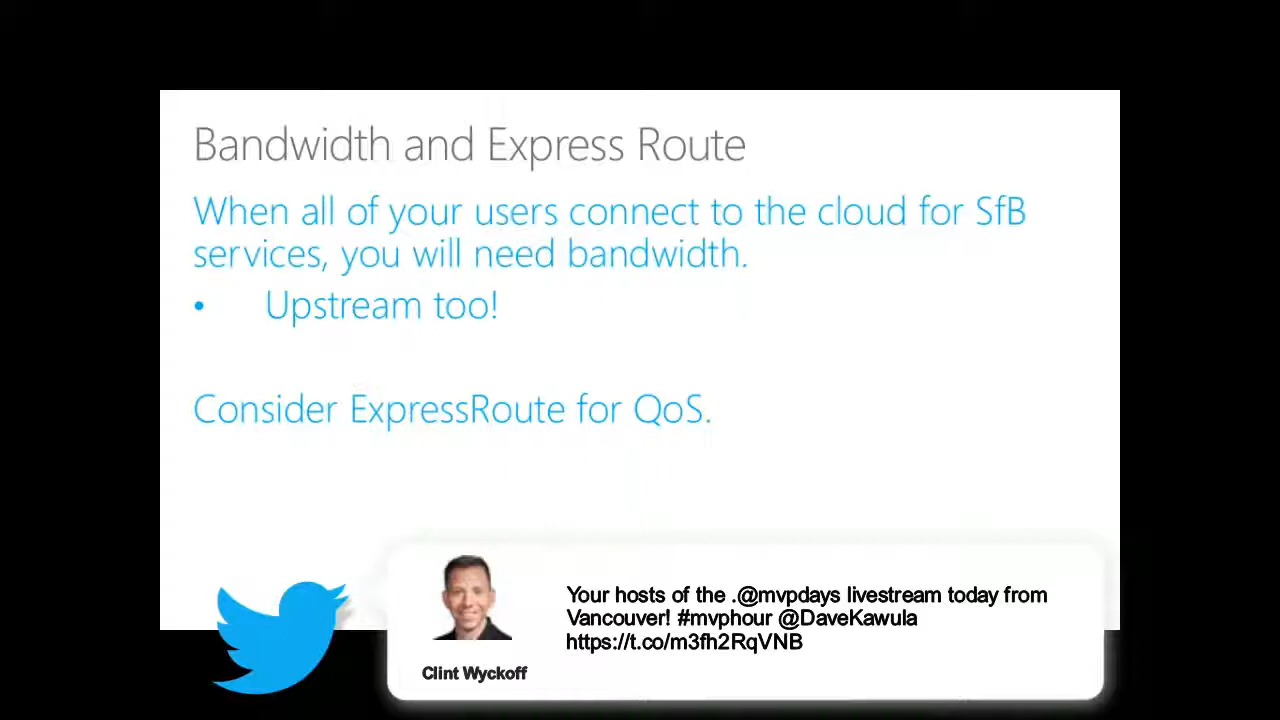 Bandwidth and Express Route
When all of your users connect to the cloud for SfB
services, you will need bandwidth.
• Upstream too!
Consider ExpressRoute for QoS.
Your hosts of the .@mvpdays livestream today from
Vancouver! #mvphour @DaveKawula
https://t.co/m3fh2RqVNB
Clint Wyckoff